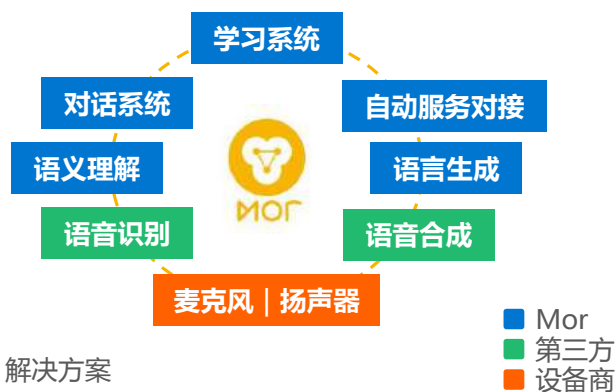 学习系统
对话系统
自动服务对接
语义理解
语言生成
MOr
语音识别
语音合成
麦克风｜扬声器
Mor
第三方
解决方案
设备商